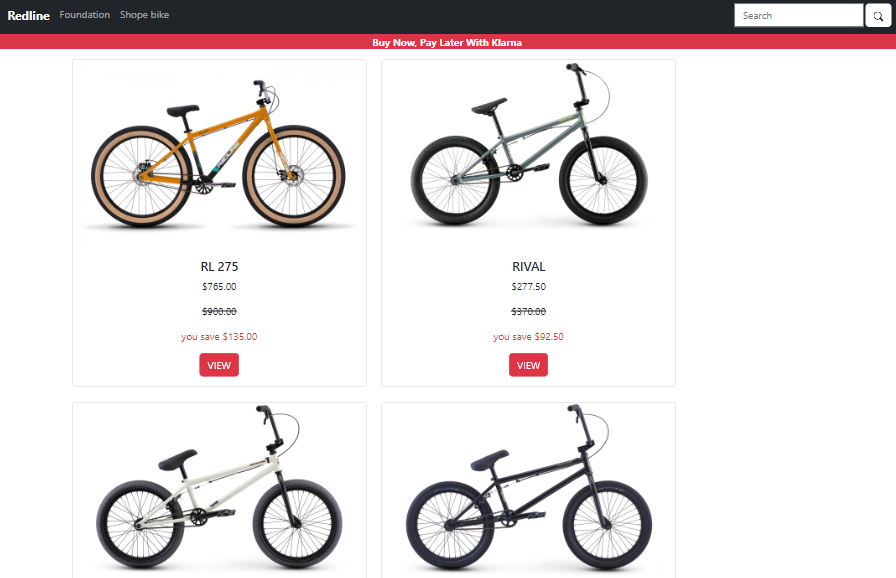 Redline Foundation Shope bike Search
Buy Now, Pay Later With Klarna
RL 275
$765.00
$900.00
you save $135.00
VIEW
RIVAL
$277.50
$370.00
you save $92.50
VIEW